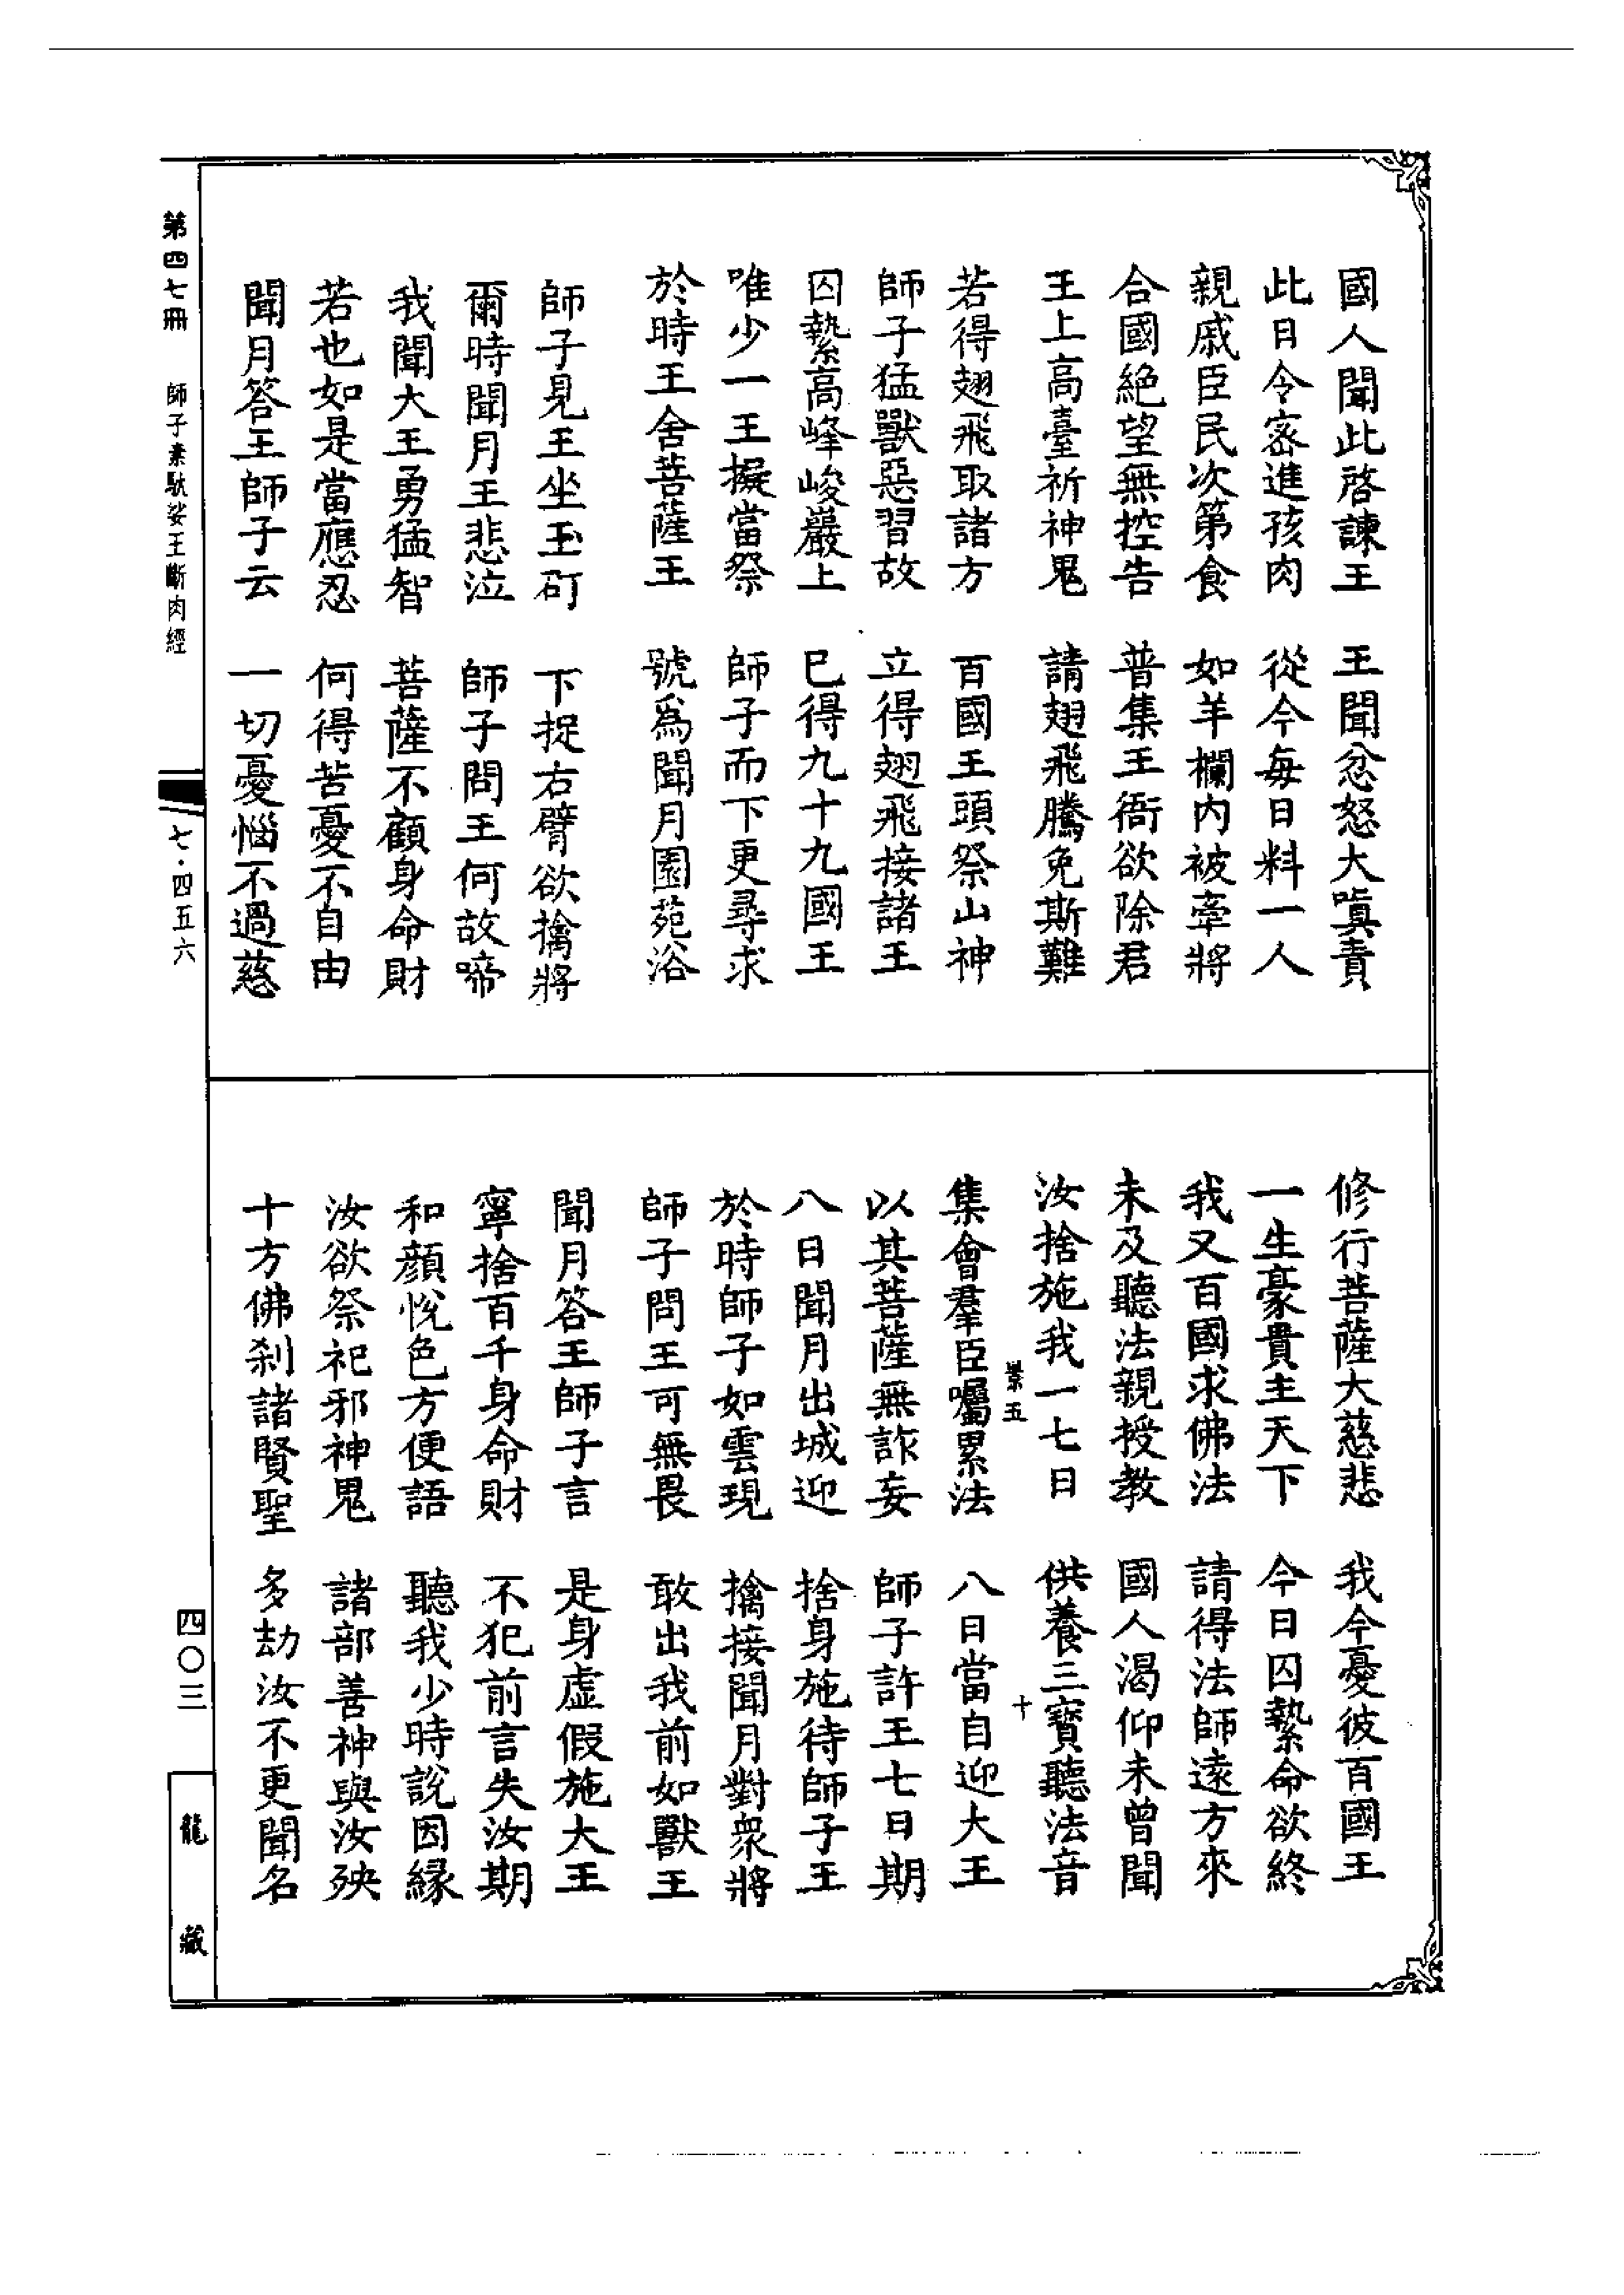 國人聞此啓諫王　王聞忿怒大嗔責
此日令密進孩肉　從今每日料一人
親戚臣民次第食　如羊欄內被牽將
合國絕望無控告　普集王衙欲除君
王上高臺祈神鬼　請翅飛騰免斯難
若得翅飛取諸方　百國王頭祭山神
師子猛獸惡習故　立得翅飛接諸王
囚縶高峰峻巖上　已得九十九國王
唯少一王擬當祭　師子而下更尋求
於時王舍菩薩王　號爲聞月園苑浴
師子見王坐玉矴　下捉右臂欲擒將
爾時聞月王悲泣　師子問王何故啼
我聞大王勇猛智　菩薩不顧身命財
若也如是當應忍　何得苦憂不自由
聞月答王師子云　一切憂惱不過慈
修行菩薩大慈悲　我今憂彼百國王
一生豪貴主天下　今日囚縶命欲終
我又百國求佛法　請得法師遠方來
未及聽法親授教　國人渴仰未曾聞
汝捨施我一七日　供養三寶聽法音
五　十
集會羣臣囑累法　八日當自迎大王
以其菩薩無詐妄　師子許王七日期
八日聞月出城迎　捨身施待師子王
於時師子如雲現　擒接聞月對衆將
師子問王可無畏　敢出我前如獸王
聞月答王師子言　是身虛假施大王
寧捨百千身命財　不犯前言失汝期
和顏悅色方便語　聽我少時說因緣
汝欲祭祀邪神鬼　諸部善神與汝殃
十方佛刹諸賢聖　多劫汝不更聞名
第四七冊　師子素馱娑王斷肉經
七·四五六
四〇三
龍藏